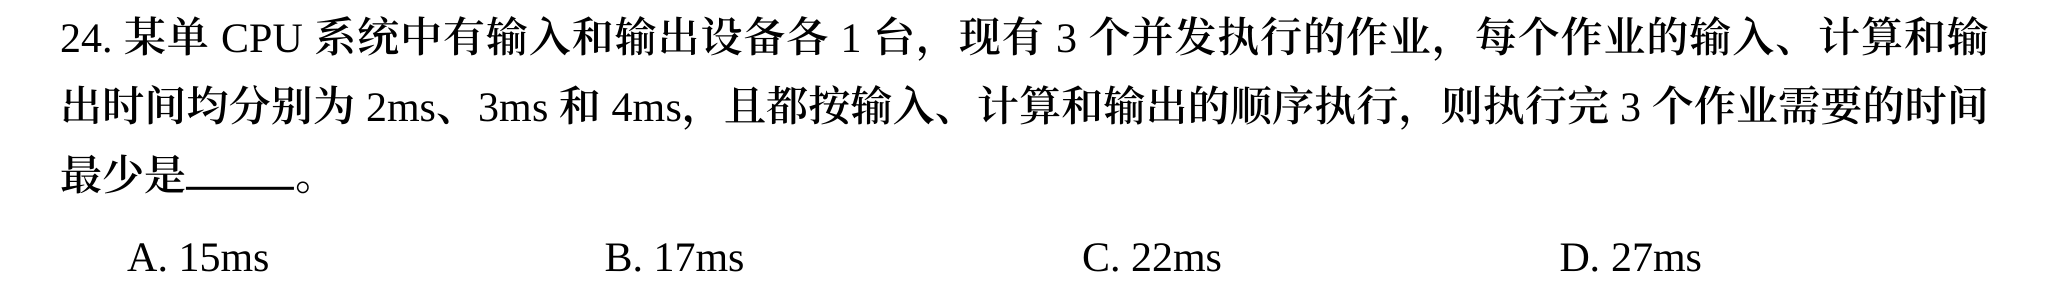 24. 某单 CPU 系统中有输入和输出设备各 1 台，现有 3 个并发执行的作业，每个作业的输入、计算和输
出时间均分别为 2ms、3ms 和 4ms，且都按输入、计算和输出的顺序执行，则执行完 3 个作业需要的时间
最少是_____。
A. 15ms B. 17ms C. 22ms D. 27ms